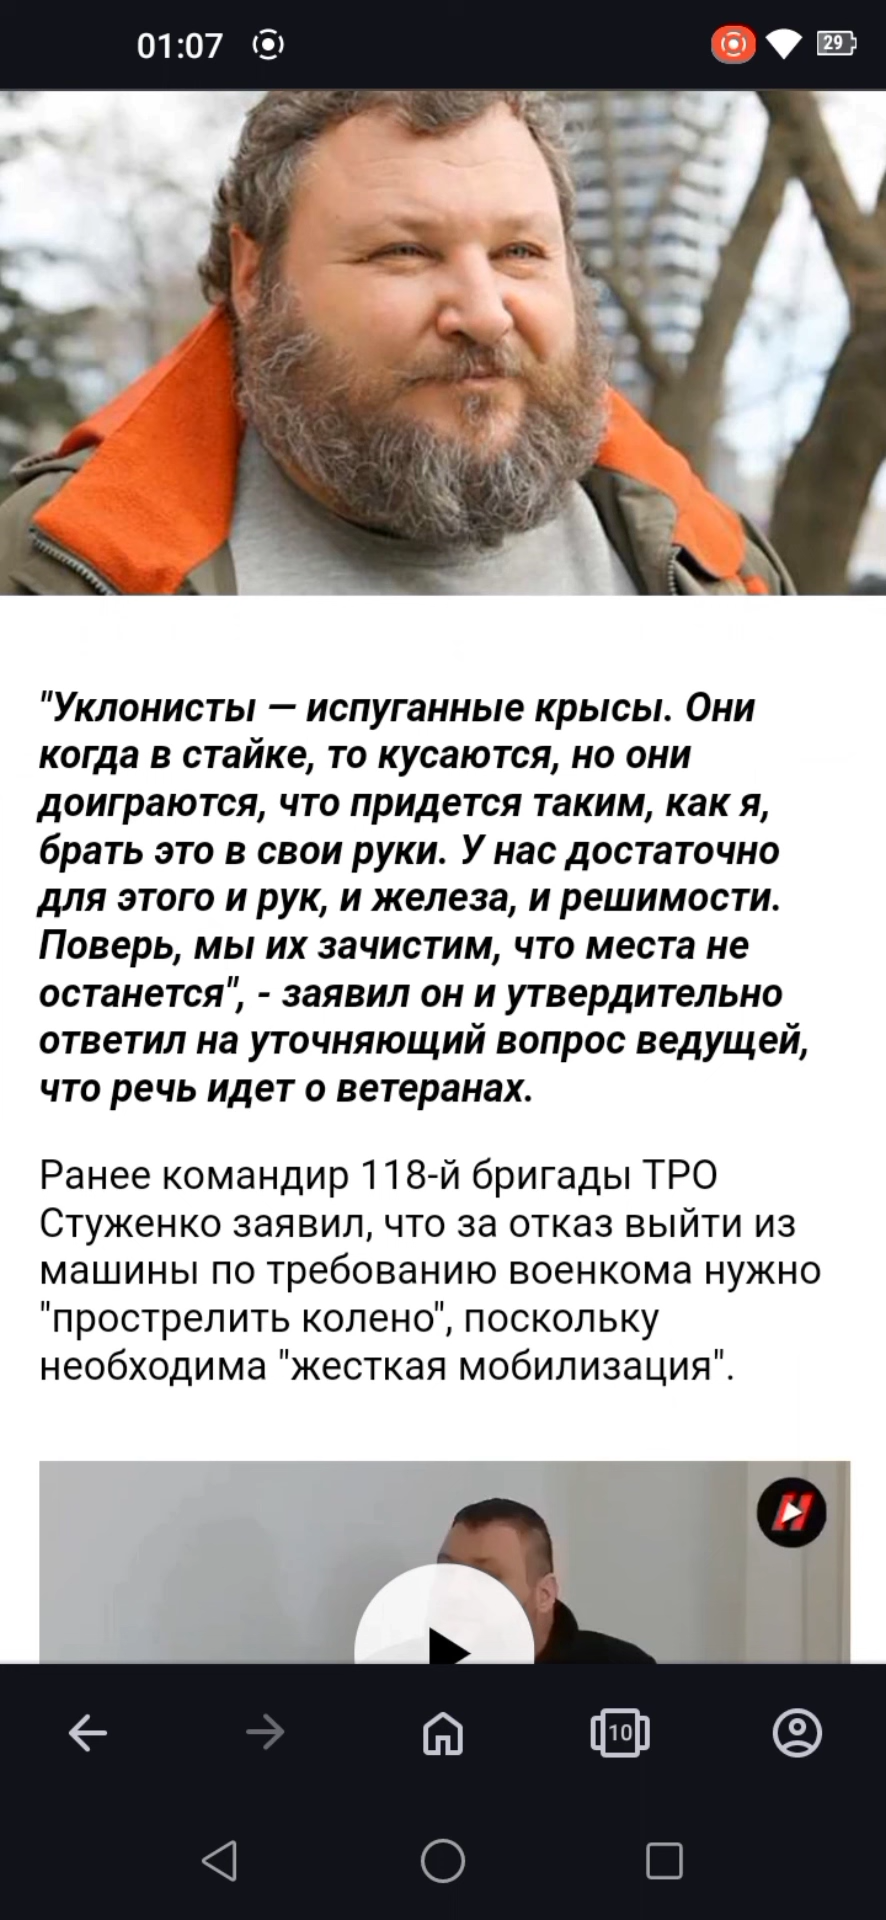 01:07
29
"Уклонисты — испуганные крысы. Они
когда в стайке, то кусаются, но они
доиграются, что придется таким, как я,
брать это в свои руки. У нас достаточно
для этого и рук, и железа, и решимости.
Поверь, мы их зачистим, что места не
останется", - заявил он и утвердительно
ответил на уточняющий вопрос ведущей,
что речь идет о ветеранах.
Ранее командир 118-й бригады ТРО
Стуженко заявил, что за отказ выйти из
машины по требованию военкома нужно
"прострелить колено", поскольку
необходима "жесткая мобилизация".
10